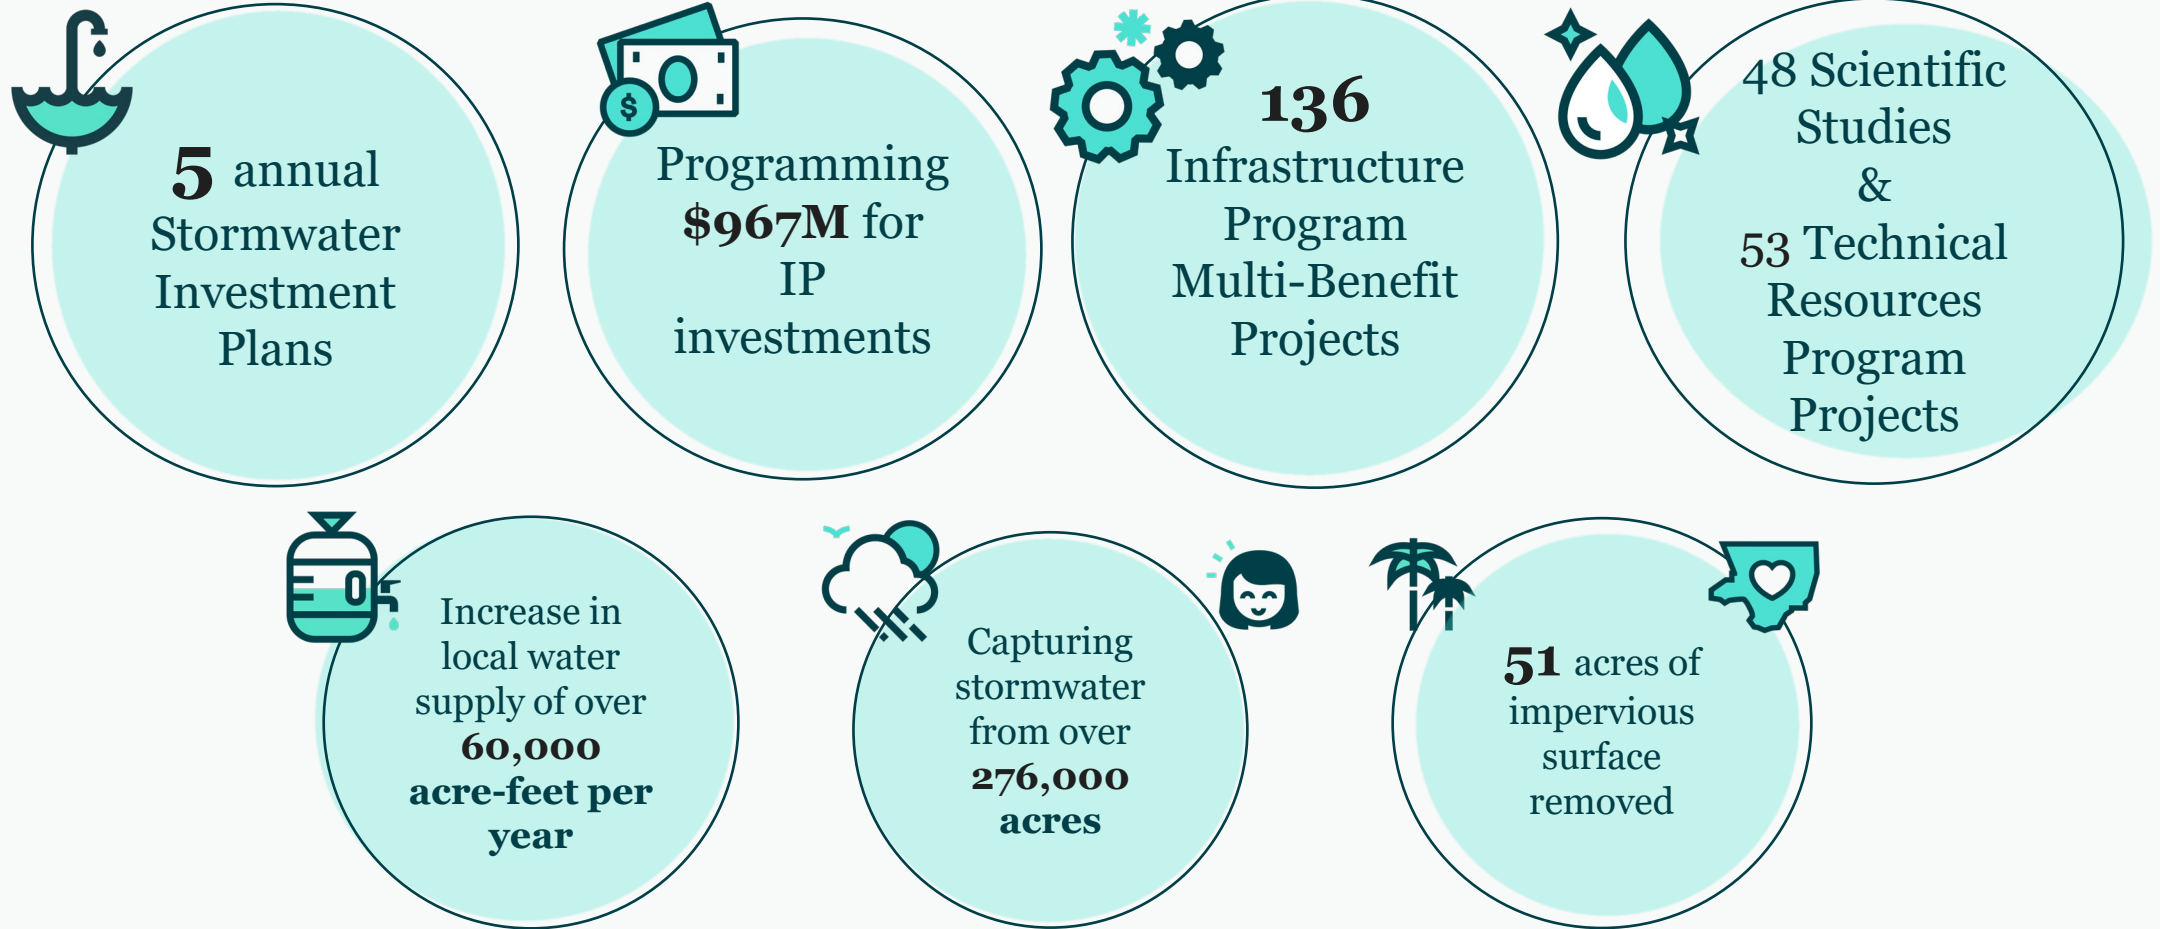 5 annual
Stormwater
Investment
Plans
Programming
$967M for
IP
investments
136
Infrastructure
Program
Multi-Benefit
Projects
48 Scientific
Studies
&
53 Technical
Resources
Program
Projects
Increase in
local water
supply of over
60,000
acre-feet per
year
Capturing
stormwater
from over
276,000
acres
51 acres of
impervious
surface
removed